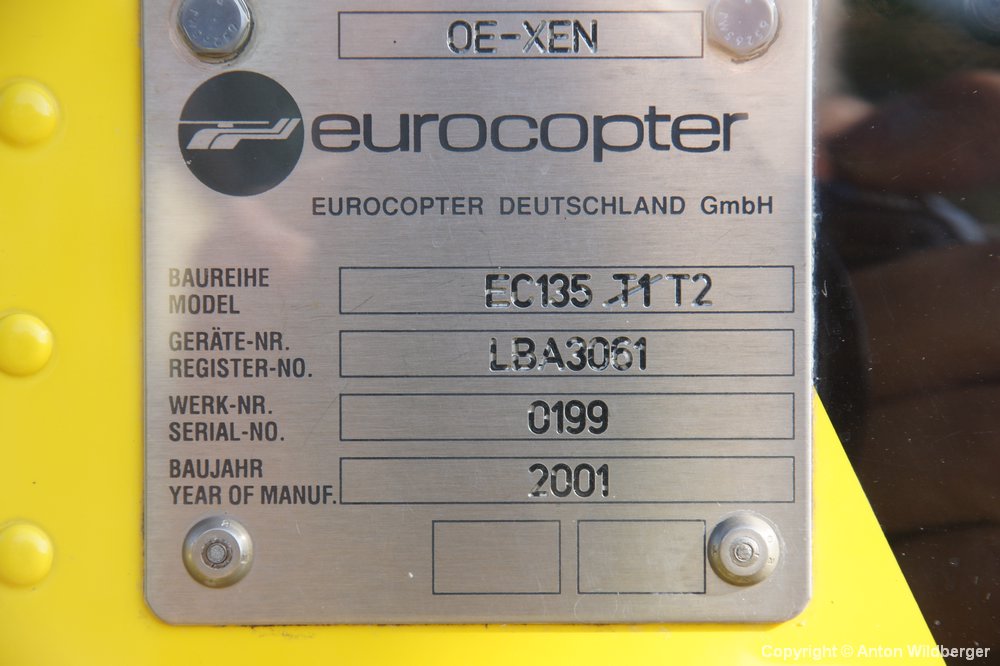 OE-XEN
eurocopter
EUROCOPTER DEUTSCHLAND GmbH
BAUREIHE
MODEL
EC135 T1 T2
GERÄTE-NR.
REGISTER-NO.
LBA3061
WERK-NR.
SERIAL-NO.
0199
BAUJAHR
YEAR OF MANUF.
2001
Copyright © Anton Wildberger